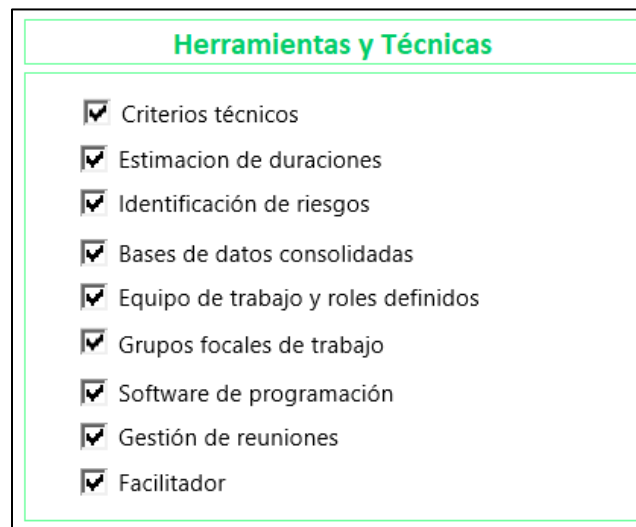 Herramientas y Técnicas
Criterios técnicos
Estimacion de duraciones
Identificación de riesgos
Bases de datos consolidadas
Equipo de trabajo y roles definidos
Grupos focales de trabajo
Software de programación
Gestión de reuniones
Facilitador